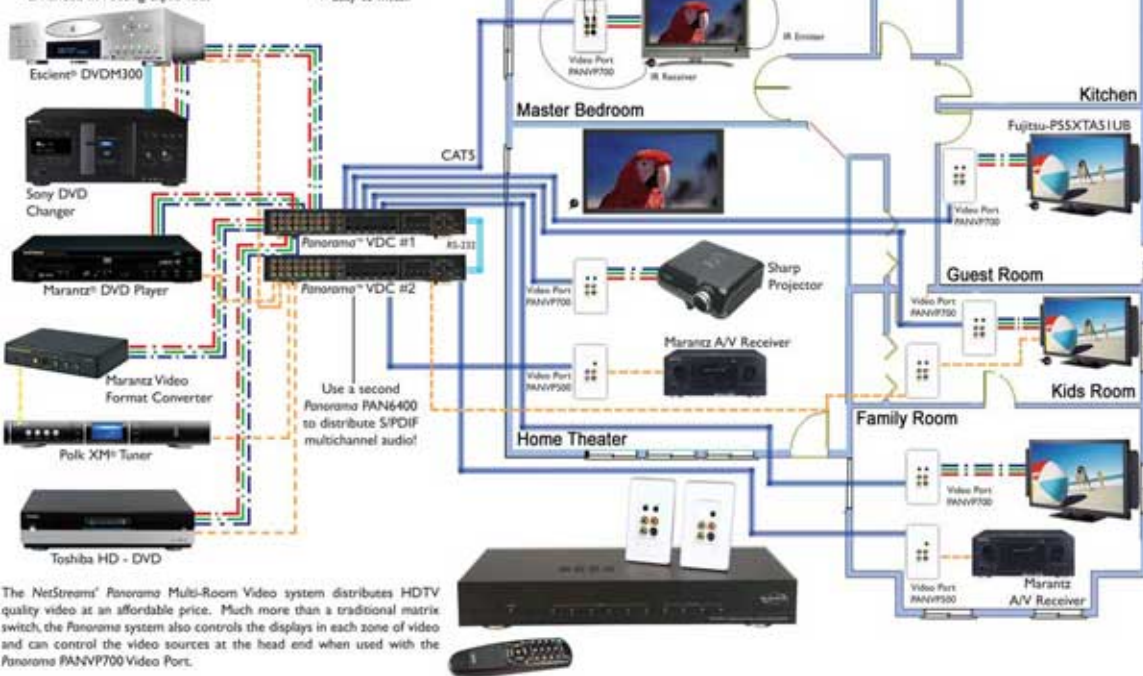 Easy to install
Escient® DVDM300
Sony DVD
Changer
Marantz® DVD Player
Marantz Video
Format Converter
Polk XM® Tuner
Toshiba HD - DVD
CAT5
Panorama™ VDC #1
RS-232
Panorama™ VDC #2
Use a second
Panorama PAN6400
to distribute S/PDIF
multichannel audio!
Video Port
PANVP700
IR Receiver
IR Emitter
Master Bedroom
Kitchen
Fujitsu-P55XTA51UB
Video Port
PANVP700
Guest Room
Video Port
PANVP700
Sharp
Projector
Video Port
PANVP700
Marantz A/V Receiver
Video Port
PANVP500
Kids Room
Family Room
Home Theater
Video Port
PANVP700
Video Port
PANVP500
Marantz
A/V Receiver
The NetStreams' Panorama Multi-Room Video system distributes HDTV
quality video at an affordable price. Much more than a traditional matrix
switch, the Panorama system also controls the displays in each zone of video
and can control the video sources at the head end when used with the
Panorama PANVP700 Video Port.